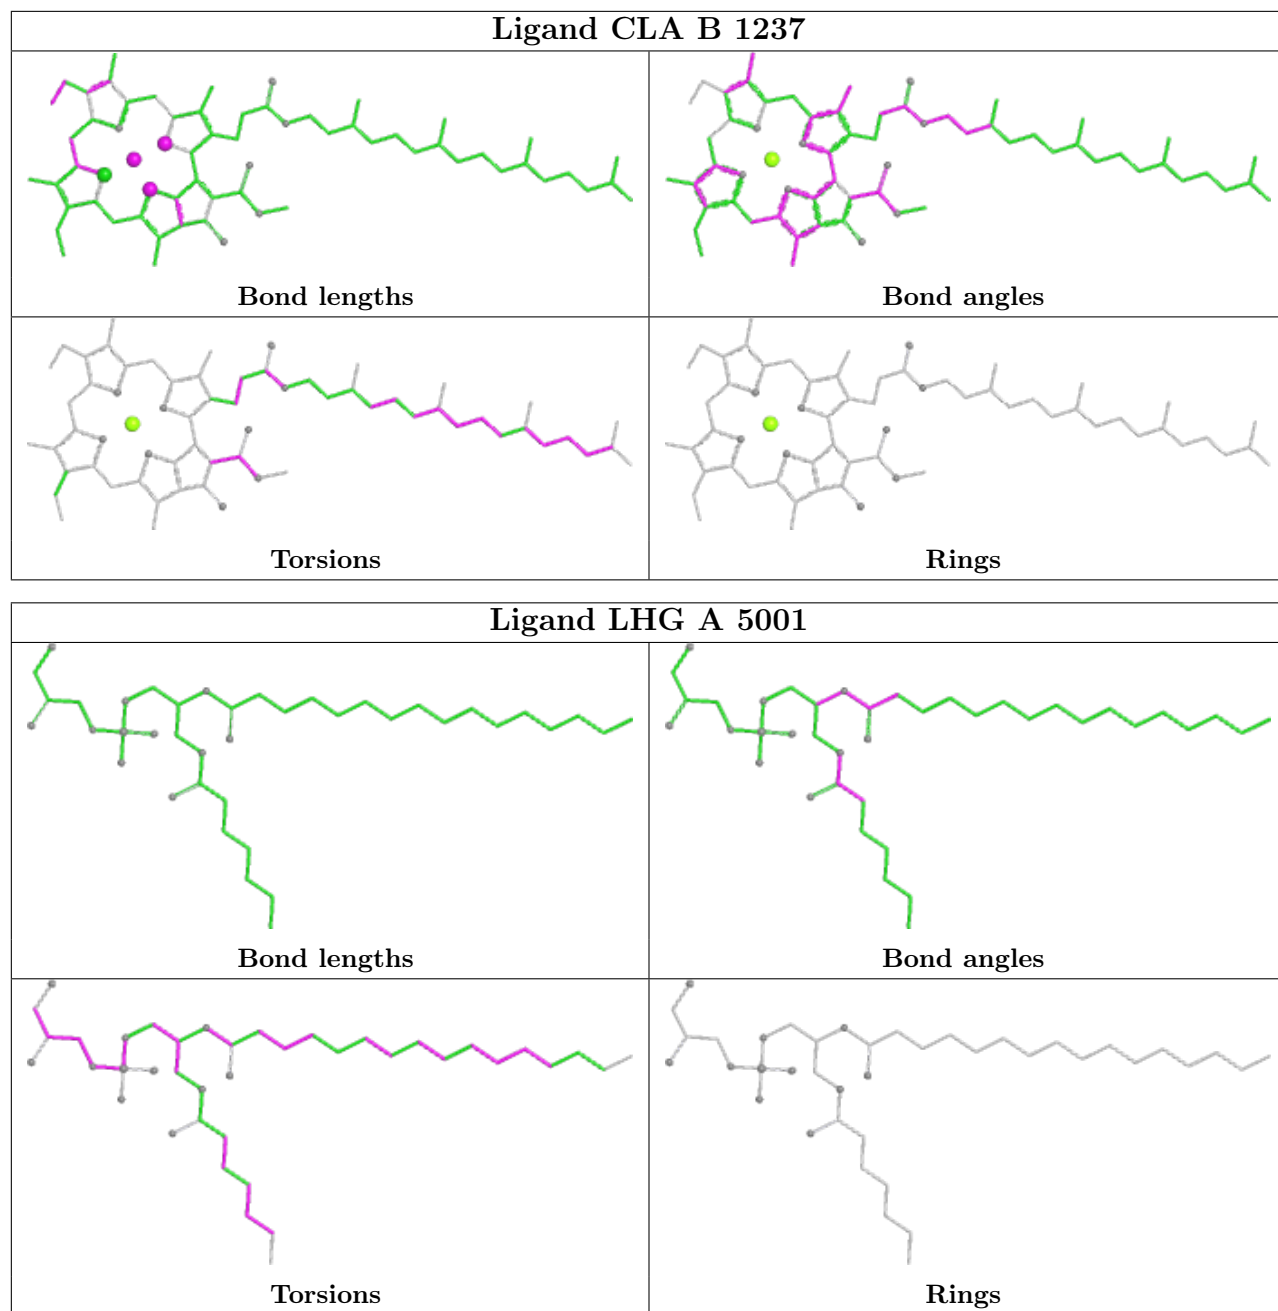 Ligand CLA B 1237
Bond lengths
Bond angles
Torsions
Rings
Ligand LHG A 5001
Bond lengths
Bond angles
Torsions
Rings